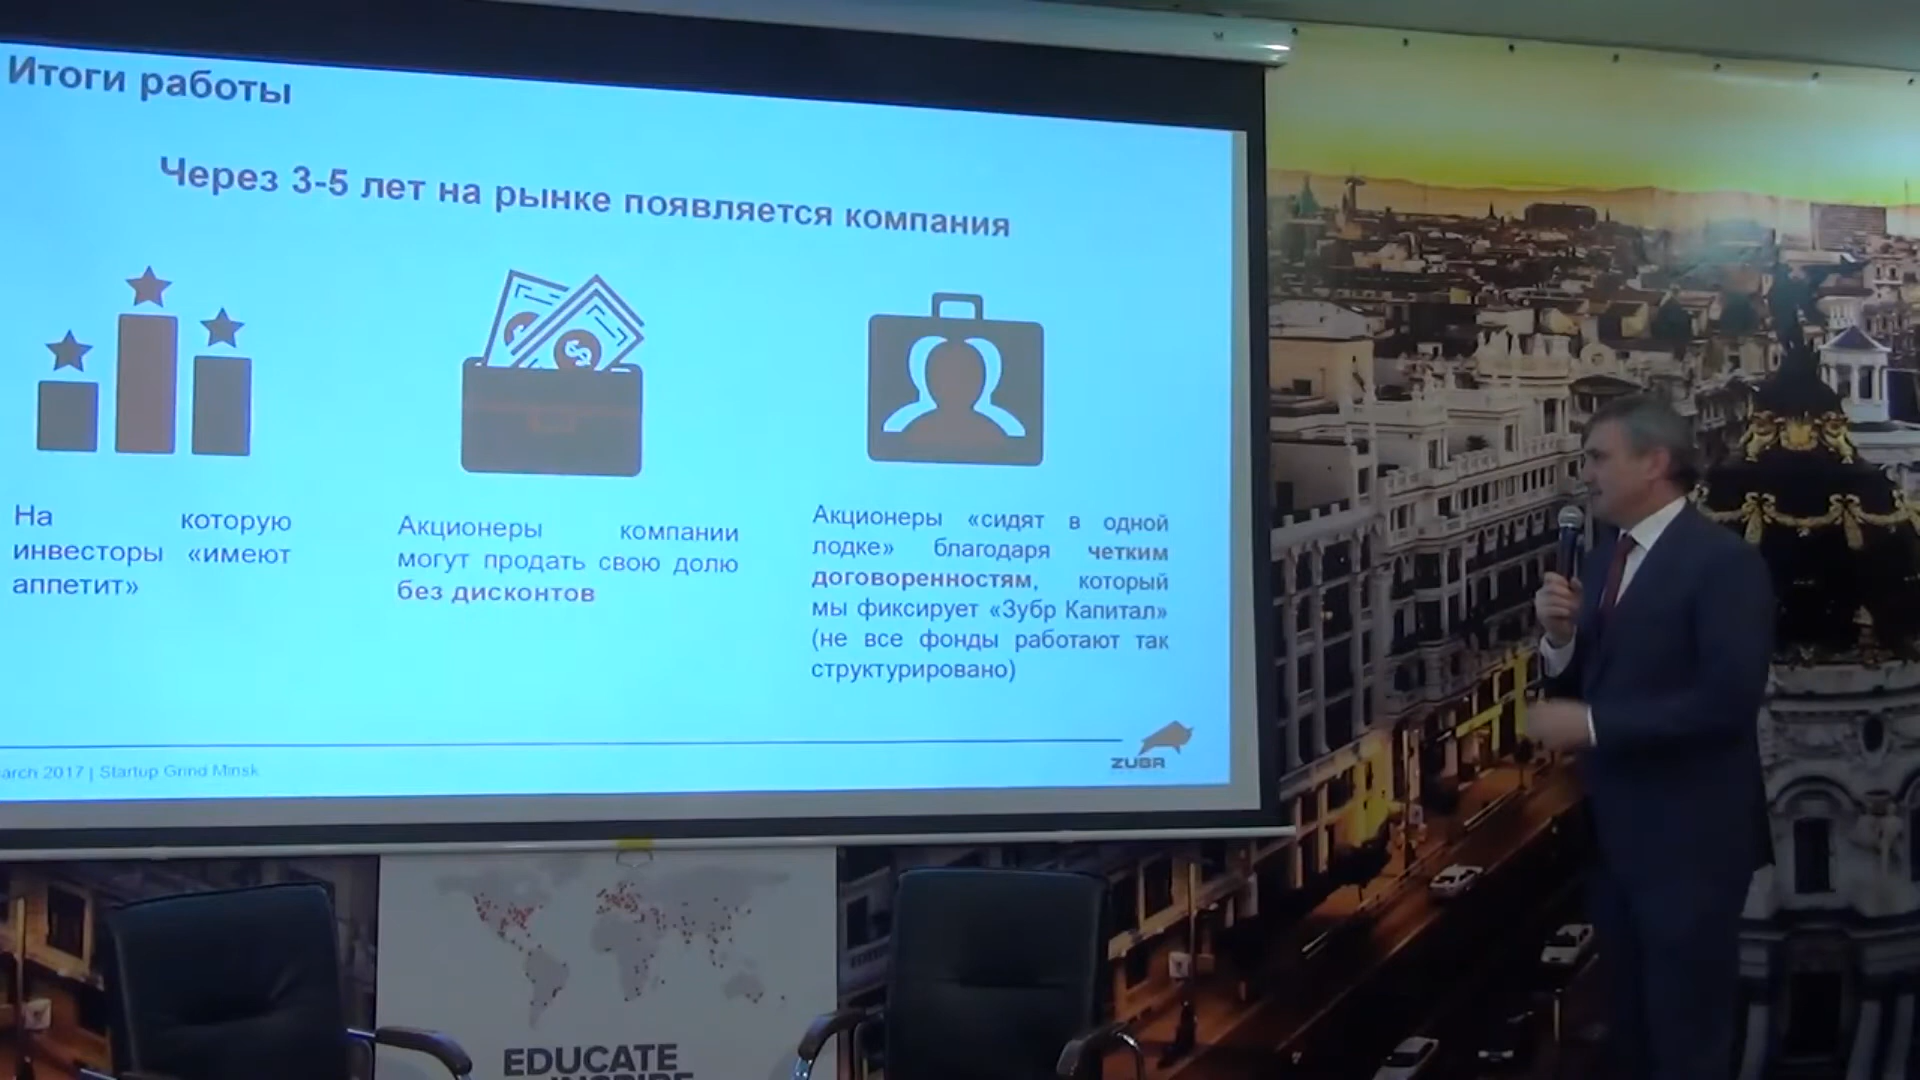 Итоги работы
Через 3-5 лет на рынке появляется компания
На которую
инвесторы «имеют
аппетит»
Акционеры компании
могут продать свою долю
без дисконтов
Акционеры «сидят в одной
лодке» благодаря четким
договоренностям, который
мы фиксирует «Зубр Капитал»
(не все фонды работают так
структурировано)
arch 2017 | Startup Grind Minsk
ZUBR
EDUCATE
INSPIRE